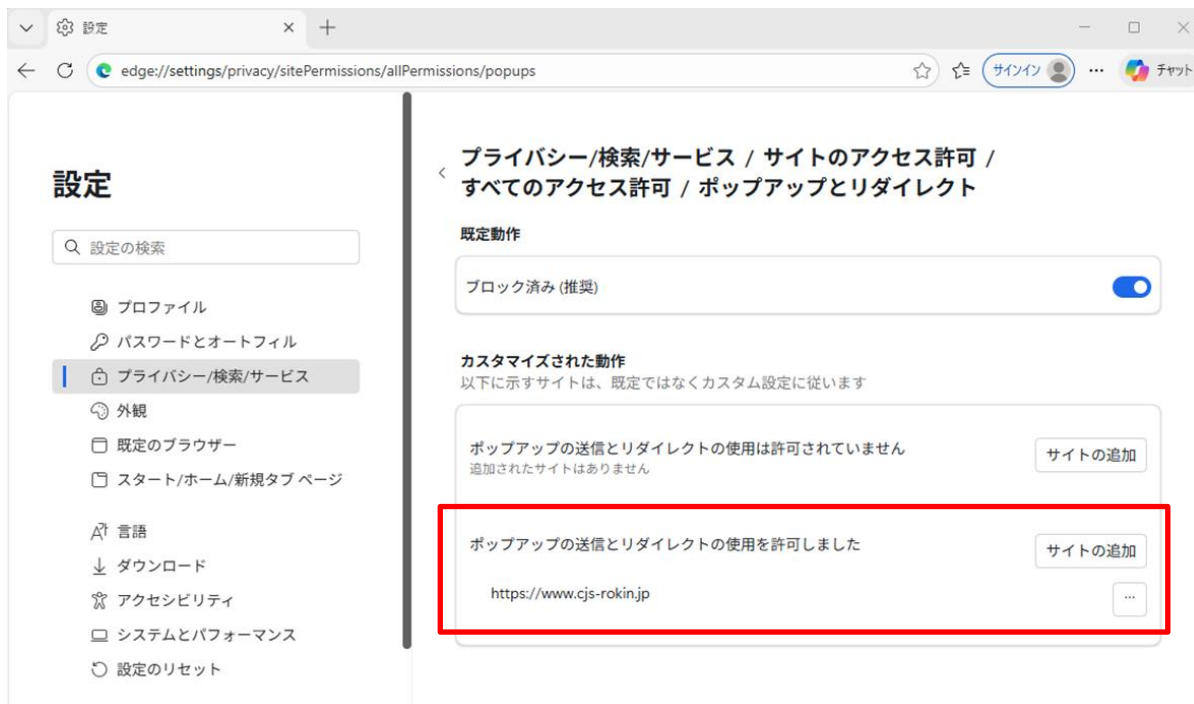 設定
edge://settings/privacy/sitePermissions/allPermissions/popups
サインイン
チャット
設定
設定の検索
プロファイル
パスワードとオートフィル
プライバシー/検索/サービス
外観
既定のブラウザー
スタート/ホーム/新規タブ ページ
言語
ダウンロード
アクセシビリティ
システムとパフォーマンス
設定のリセット
プライバシー/検索/サービス / サイトのアクセス許可 /
すべてのアクセス許可 / ポップアップとリダイレクト
既定動作
ブロック済み (推奨)
カスタマイズされた動作
以下に示すサイトは、既定ではなくカスタム設定に従います
ポップアップの送信とリダイレクトの使用は許可されていません
追加されたサイトはありません
サイトの追加
ポップアップの送信とリダイレクトの使用を許可しました
サイトの追加
https://www.cjs-rokin.jp